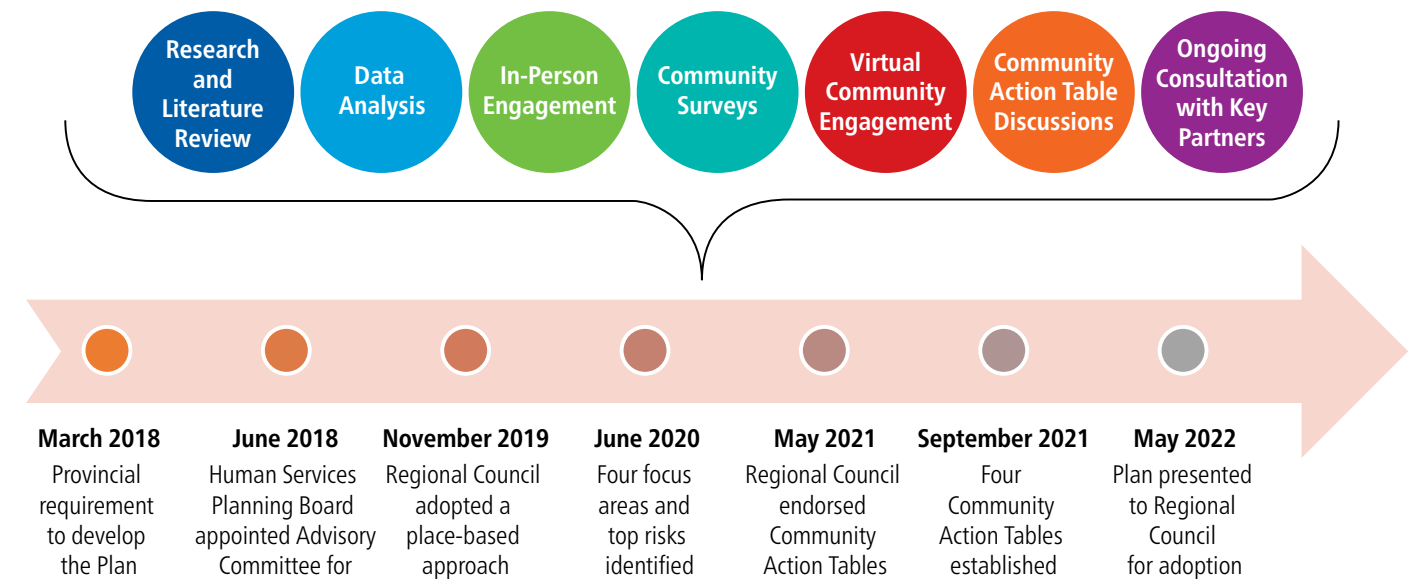 Research
and
Literature
Review
Data
Analysis
In-Person
Engagement
Community
Surveys
Virtual
Community
Engagement
Community
Action Table
Discussions
Ongoing
Consultation
with Key
Partners
March 2018
Provincial
requirement
to develop
the Plan
June 2018
Human Services
Planning Board
appointed Advisory
Committee for
November 2019
Regional Council
adopted a
place-based
approach
June 2020
Four focus
areas and
top risks
identified
May 2021
Regional Council
endorsed
Community
Action Tables
September 2021
Four
Community
Action Tables
established
May 2022
Plan presented
to Regional
Council
for adoption